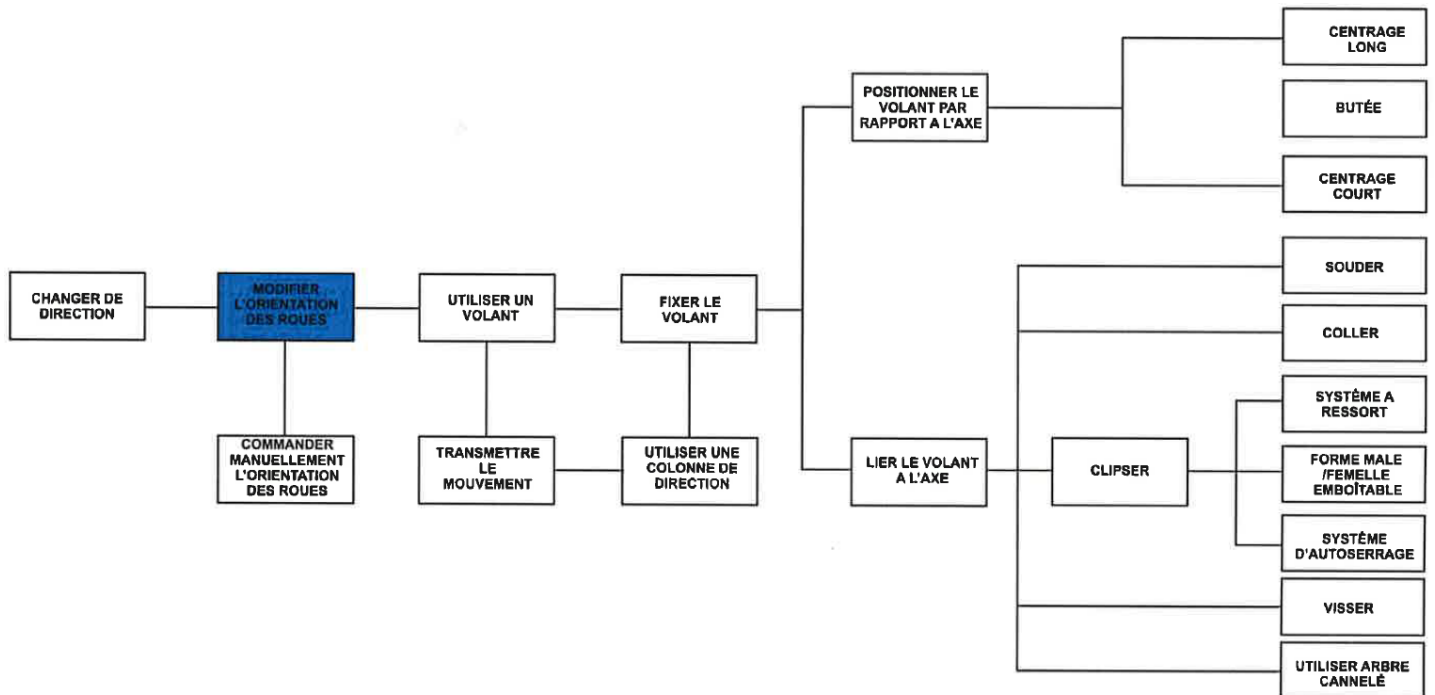 CENTRAGE
LONG
POSITIONNER LE
VOLANT PAR
RAPPORT A L'AXE
BUTÉE
CENTRAGE
COURT
SOUDER
CHANGER DE
DIRECTION
MODIFIER
L'ORIENTATION
DES ROUES
UTILISER UN
VOLANT
FIXER LE
VOLANT
COLLER
SYSTÈME A
RESSORT
COMMANDER
MANUELLEMENT
L'ORIENTATION
DES ROUES
TRANSMETTRE
LE
MOUVEMENT
UTILISER UNE
COLONNE DE
DIRECTION
LIER LE VOLANT
A L'AXE
CLIPSER
FORME MALE
/FEMELLE
EMBOÎTABLE
SYSTÈME
D'AUTOSERRAGE
VISSER
UTILISER ARBRE
CANNELÉ